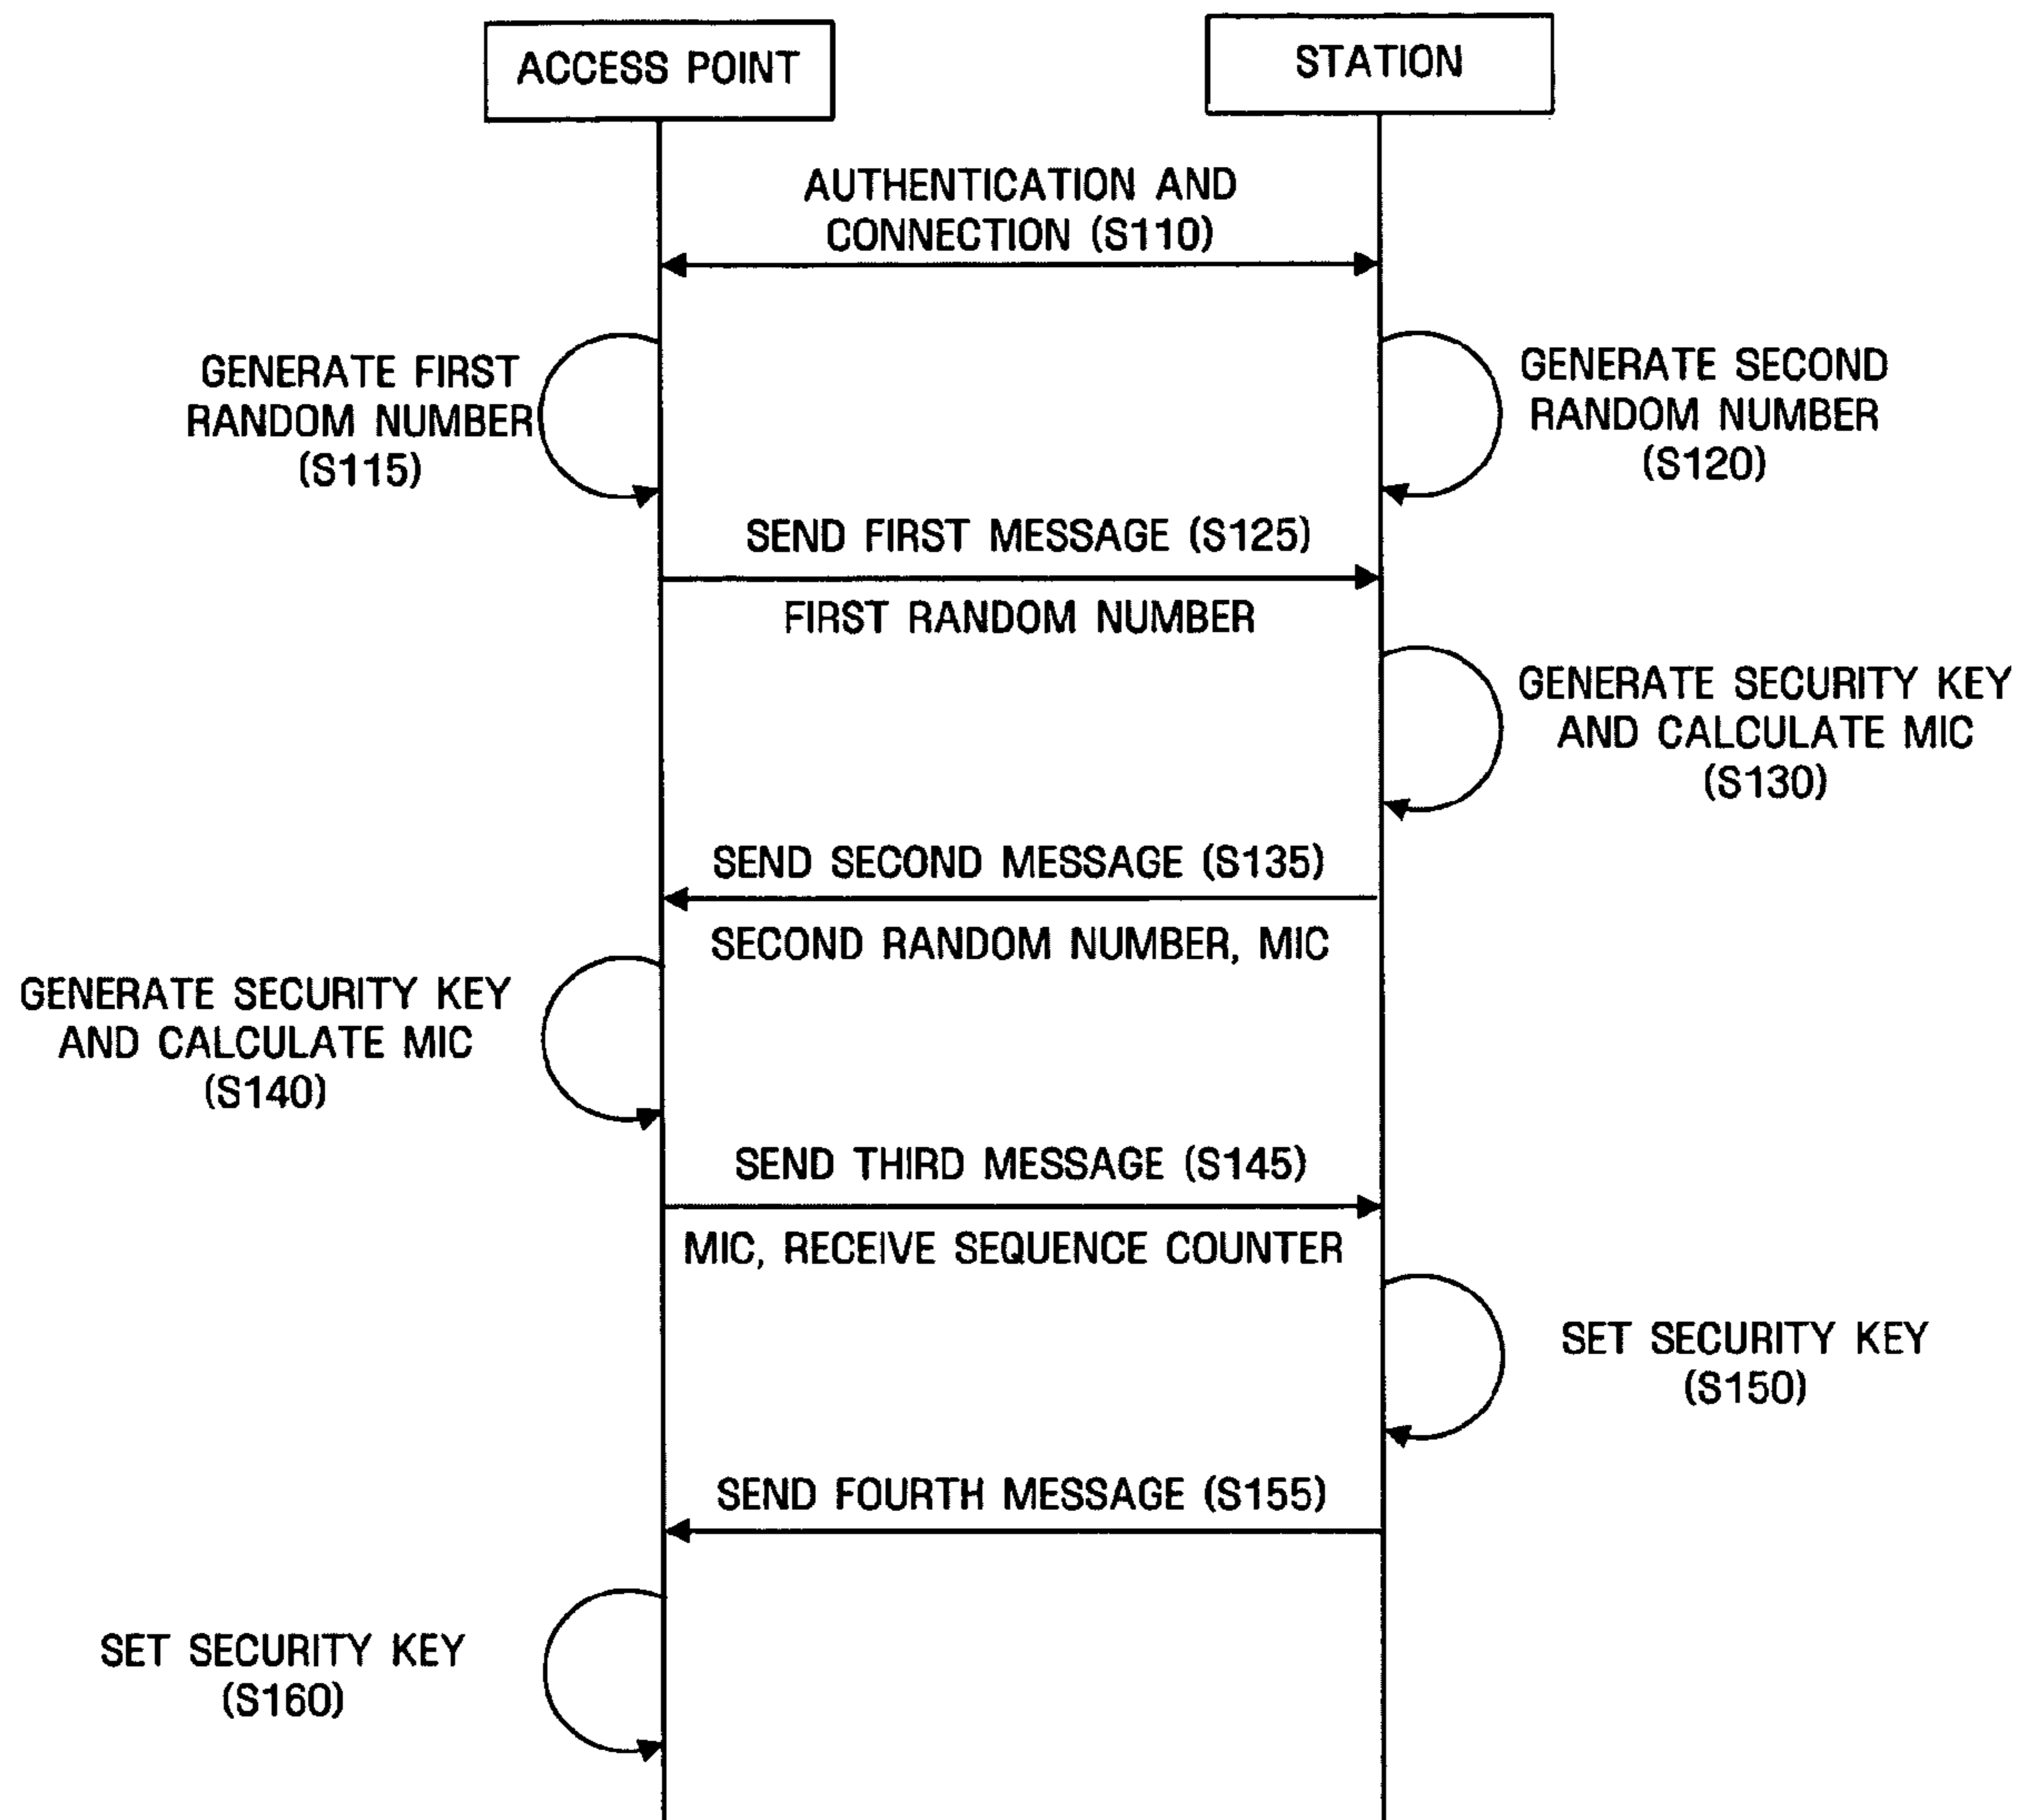 ACCESS POINT
STATION
AUTHENTICATION AND
CONNECTION (S110)
GENERATE FIRST
RANDOM NUMBER
(S115)
GENERATE SECOND
RANDOM NUMBER
(S120)
SEND FIRST MESSAGE (S125)
FIRST RANDOM NUMBER
GENERATE SECURITY KEY
AND CALCULATE MIC
(S130)
SEND SECOND MESSAGE (S135)
SECOND RANDOM NUMBER, MIC
GENERATE SECURITY KEY
AND CALCULATE MIC
(S140)
SEND THIRD MESSAGE (S145)
MIC, RECEIVE SEQUENCE COUNTER
SET SECURITY KEY
(S150)
SEND FOURTH MESSAGE (S155)
SET SECURITY KEY
(S160)